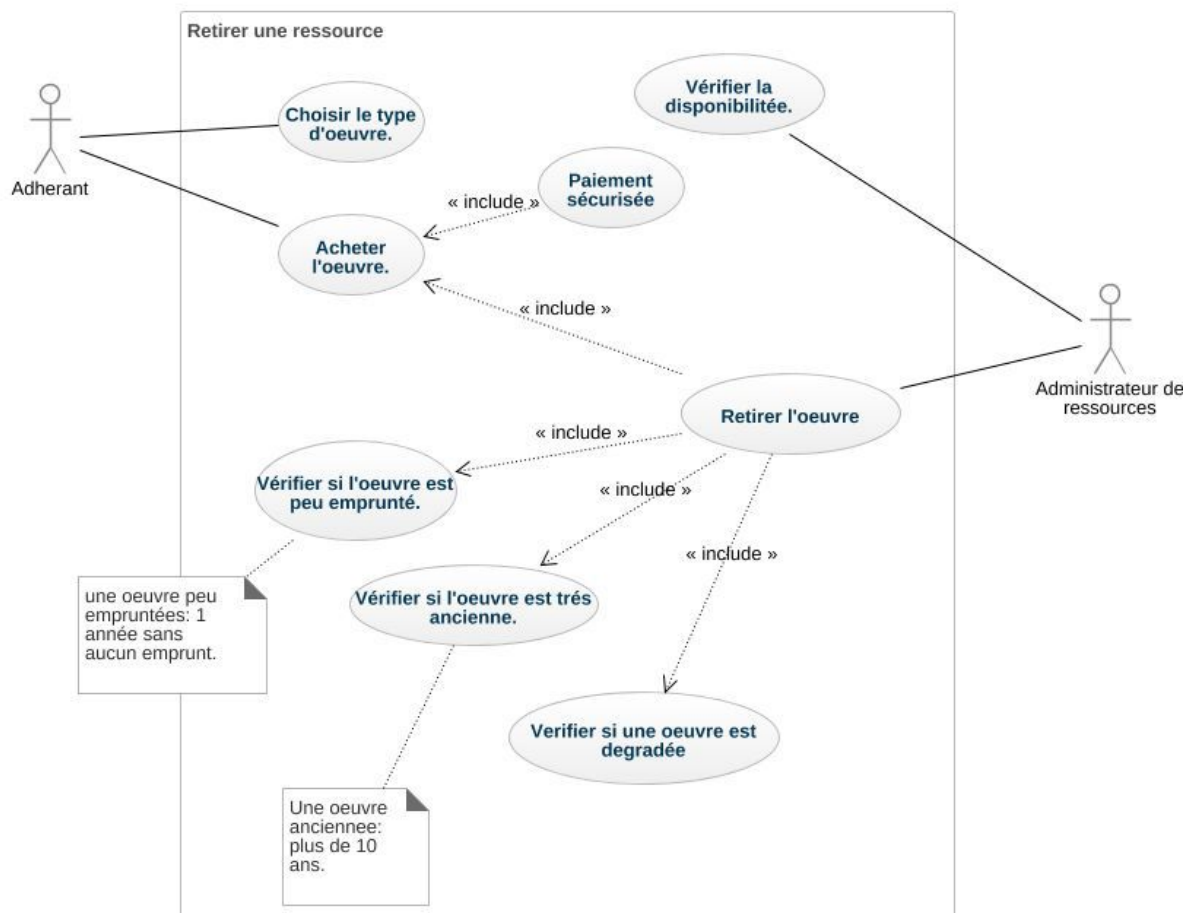 Retirer une ressource
Vérifier la
disponibilitée.
Choisir le type
d'oeuvre.
Adherant
Paiement
sécurisée
« include »
Acheter
l'oeuvre.
« include »
Administrateur de
ressources
Retirer l'oeuvre
« include »
Vérifier si l'oeuvre est
peu emprunté.
« include »
« include »
une oeuvre peu
empruntées: 1
année sans
aucun emprunt.
Vérifier si l'oeuvre est trés
ancienne.
Verifier si une oeuvre est
degradée
Une oeuvre
anciennee:
plus de 10
ans.